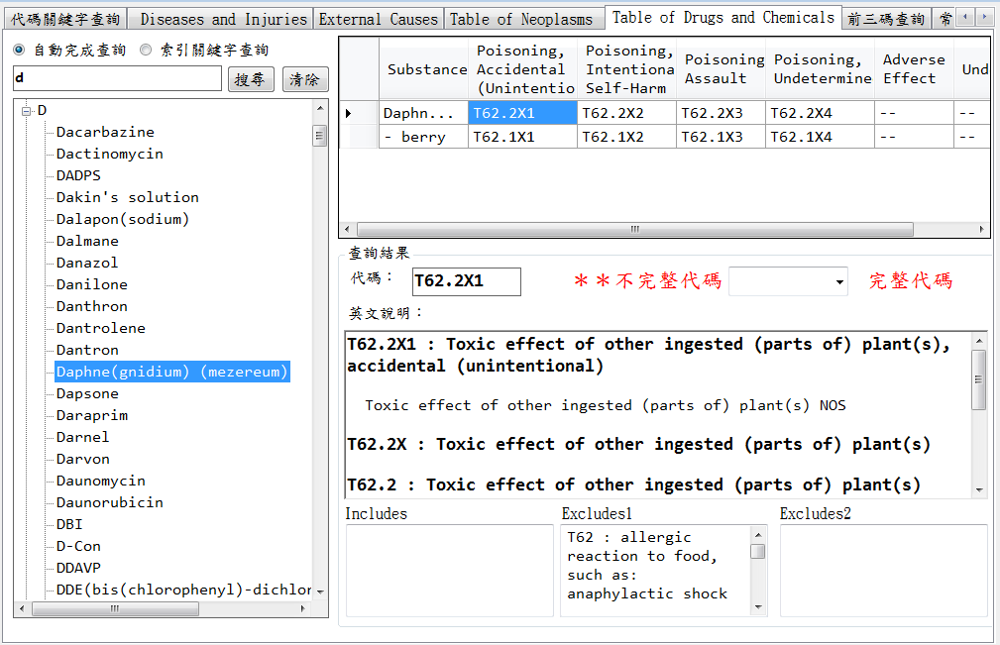 代碼關鍵字查詢 Diseases and Injuries External Causes Table of Neoplasms Table of Drugs and Chemicals 前三碼查詢 常
自動完成查詢 索引關鍵字查詢
d 搜尋 清除
D
Dacarbazine
Dactinomycin
DADPS
Dakin's solution
Dalapon(sodium)
Dalmane
Danazol
Danilone
Danthron
Dantrolene
Dantron
Daphne(gnidium) (mezereum)
Dapsone
Daraprim
Darnel
Darvon
Daunomycin
Daunorubicin
DBI
D-Con
DDAVP
DDE(bis(chlorophenyl)-dichlor
Substance
Poisoning,
Accidental
(Unintentio
Poisoning,
Intentiona
Self-Harm
Poisoning
Assault
Poisoning,
Undetermine
Adverse
Effect
Und
Daphn... T62.2X1 T62.2X2 T62.2X3 T62.2X4 -- --
- berry T62.1X1 T62.1X2 T62.1X3 T62.1X4 -- --
查詢結果
代碼： T62.2X1 **不完整代碼 完整代碼
英文說明：
T62.2X1 : Toxic effect of other ingested (parts of) plant(s),
accidental (unintentional)
Toxic effect of other ingested (parts of) plant(s) NOS
T62.2X : Toxic effect of other ingested (parts of) plant(s)
T62.2 : Toxic effect of other ingested (parts of) plant(s)
Includes Excludes1 Excludes2
T62 : allergic
reaction to food,
such as:
anaphylactic shock